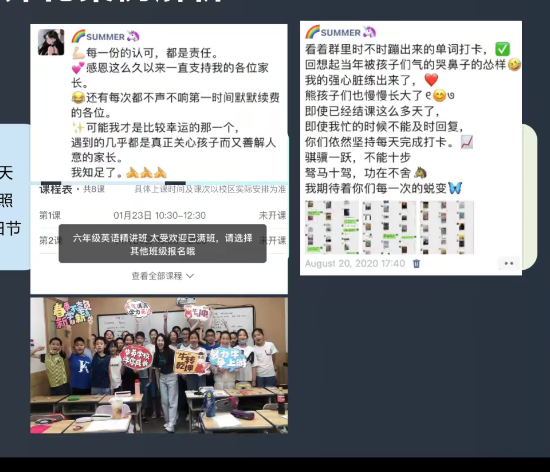 🌈SUMMER🦄
💪每一份的认可，都是责任。
💕感恩这么久以来一直支持我的各位家
长。
😂还有每次都不声不响第一时间默默续费
的各位。
✨可能我才是比较幸运的那一个，
遇到的几乎都是真正关心孩子而又善解人
意的家长。
我知足了。🍌🍌🍌
课程表·共8课 具体上课时间及课次以校区实际安排为准
第1课 01月23日 10:30~12:30 未开课
第2 未开课
六年级英语精讲班 太受欢迎已满班，请选择
其他班级报名哦
查看全部课程
牛转
乾坤
努力牛
争上游
🌈SUMMER🦄
看着群里时不时蹦出来的单词打卡，✅
回想起当年被孩子们气的哭鼻子的怂样🤣
我的强心脏练出来了，❤️
熊孩子们也慢慢长大了୧😊७
即使已经结课这么多天了，
即使我忙的时候不能及时回复，
你们依然坚持每天完成打卡。📈
骐骥一跃，不能十步
驽马十驾，功在不舍🐴
我期待着你们每一次的蜕变🦋
August 20, 2020 17:40
天
照
日节